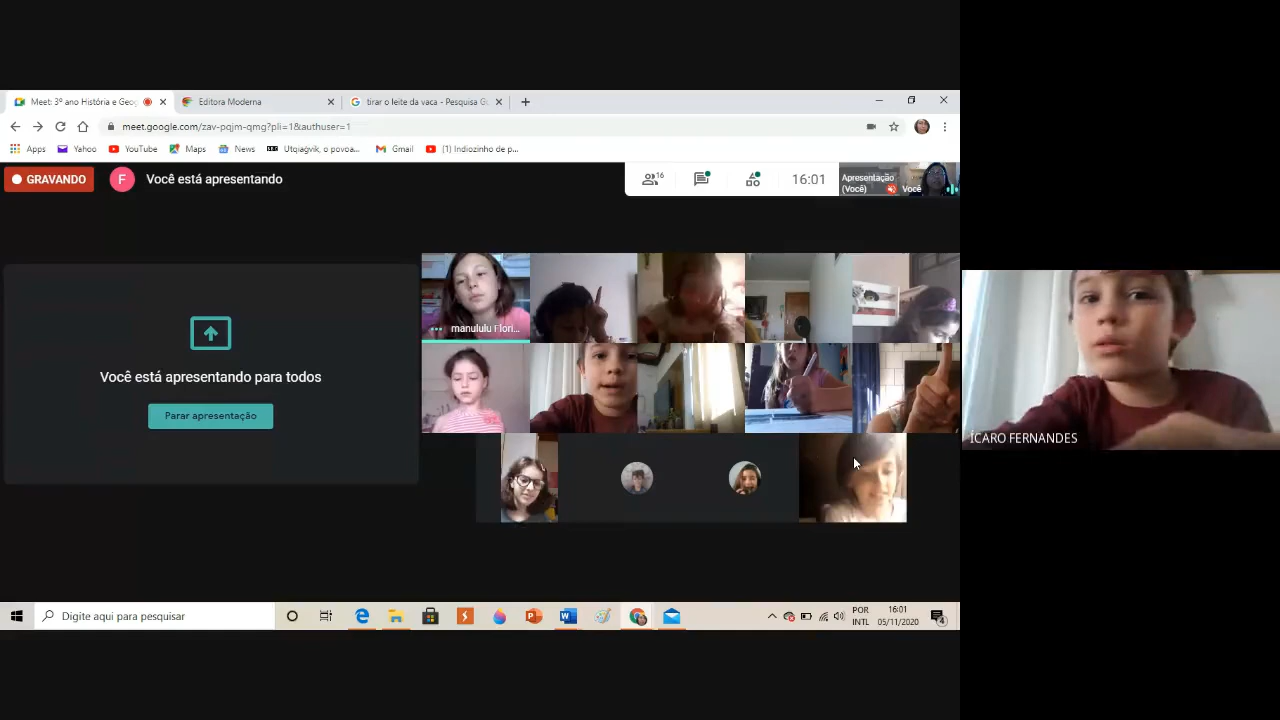 Meet: 3º ano História e Geog
Editora Moderna
tirar o leite da vaca - Pesquisa G
meet.google.com/zav-pqjm-qmg?pli=1&authuser=1
Apps
Yahoo
YouTube
Maps
News
Utqiaġvik, o povoa...
Gmail
(1) Indiozinho de p...
GRAVANDO
F
Você está apresentando
16
16:01
Apresentação
(Você)
Você
manululu Flori...
Você está apresentando para todos
Parar apresentação
ÍCARO FERNANDES
Digite aqui para pesquisar
POR
INTL
16:01
05/11/2020
4